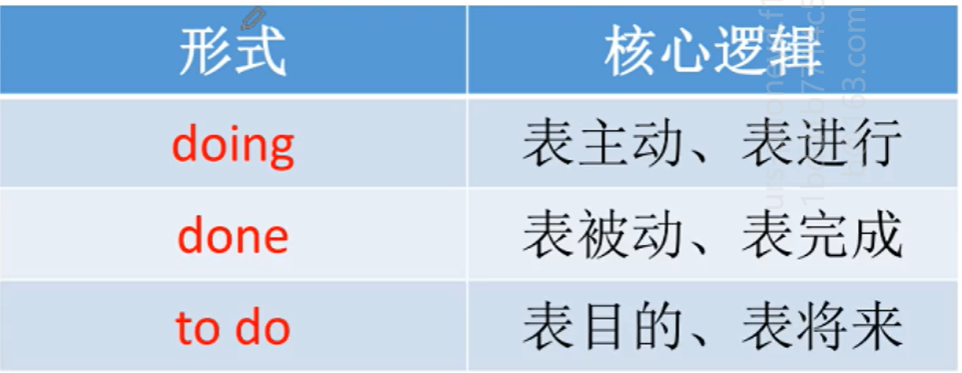 形式 核心逻辑
doing 表主动、表进行
done 表被动、表完成
to do 表目的、表将来